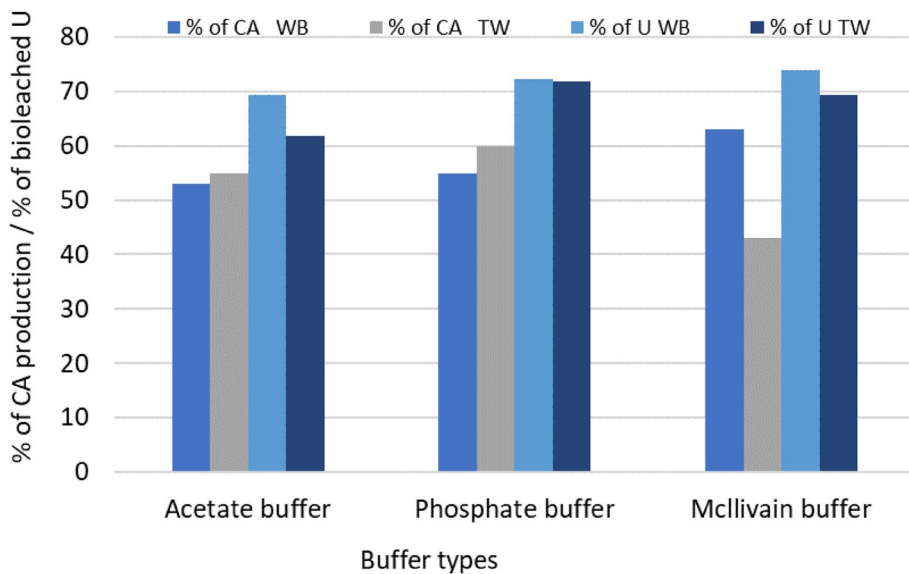 % of CA production / % of bioleached U
% of CA WB % of CA TW % of U WB % of U TW
80
70
60
50
40
30
20
10
0
Acetate buffer Phosphate buffer McIlivain buffer
Buffer types